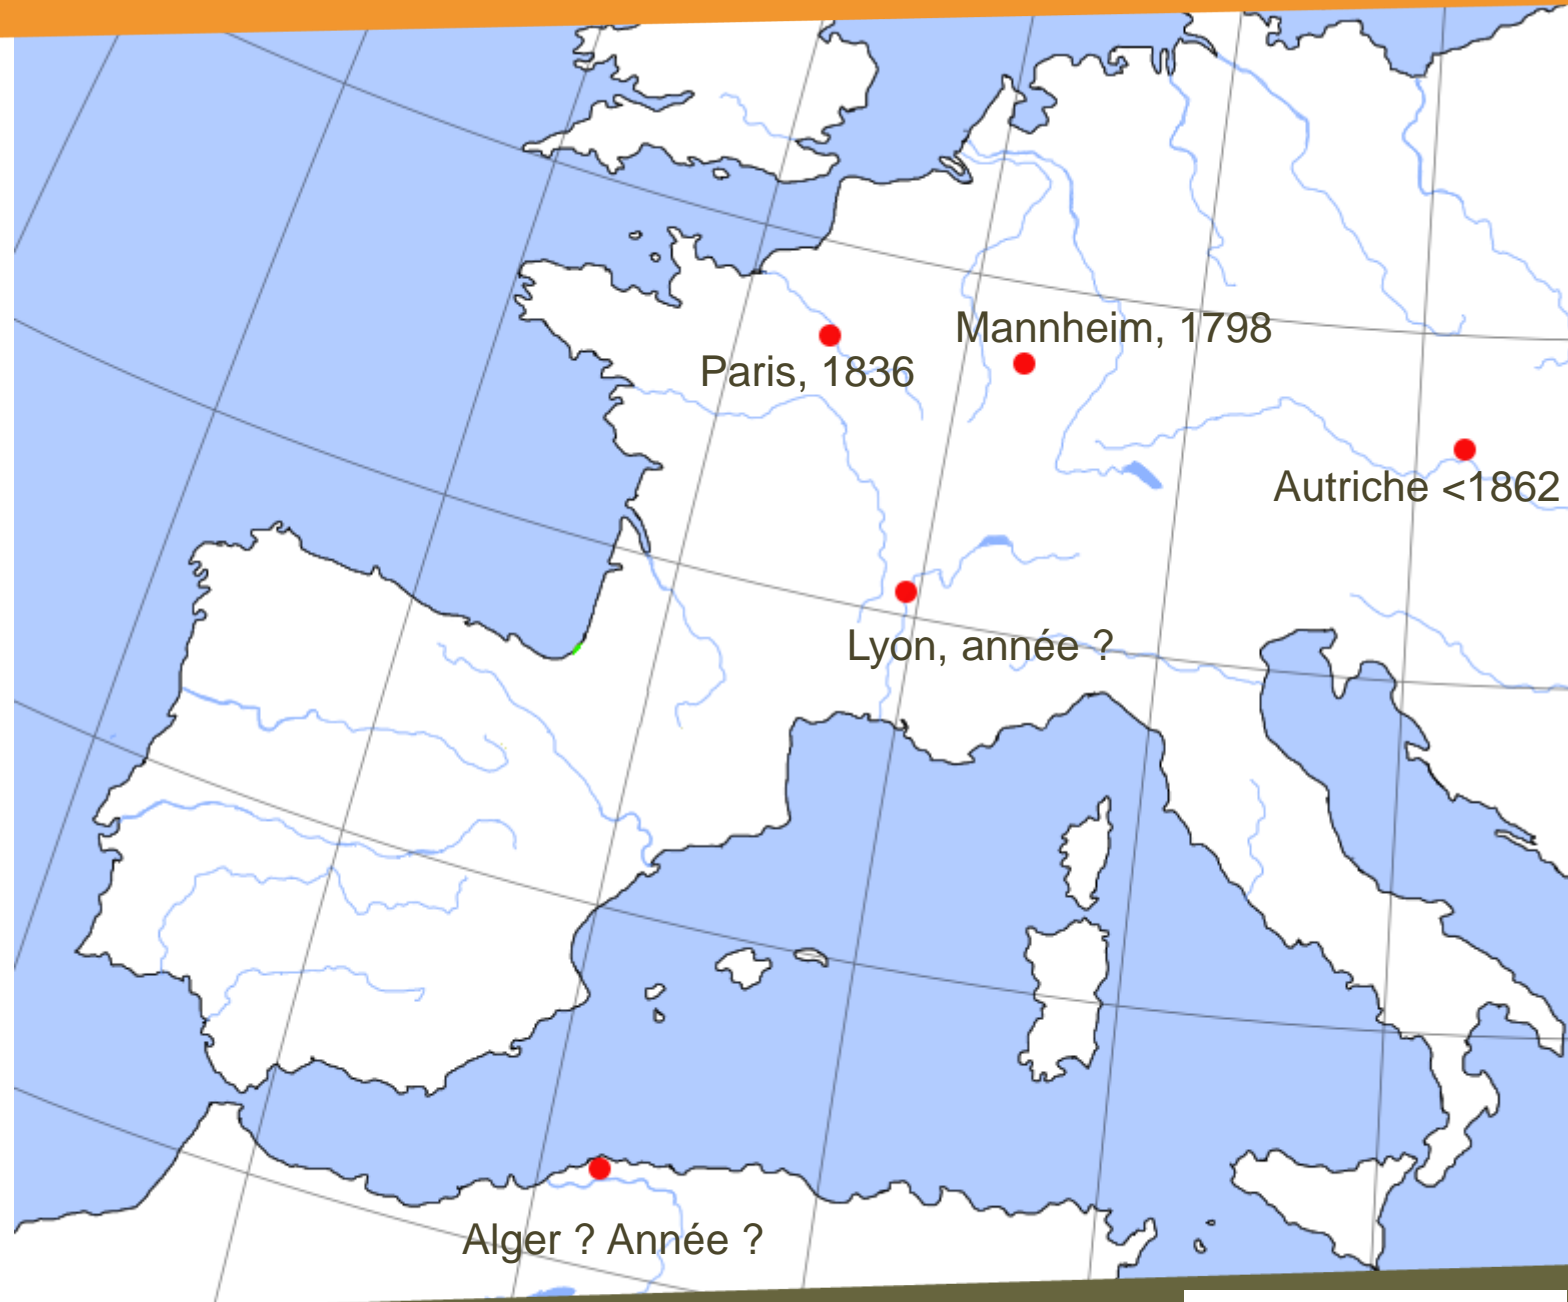 Mannheim, 1798
Paris, 1836
Autriche <1862
Lyon, année ?
Alger ? Année ?